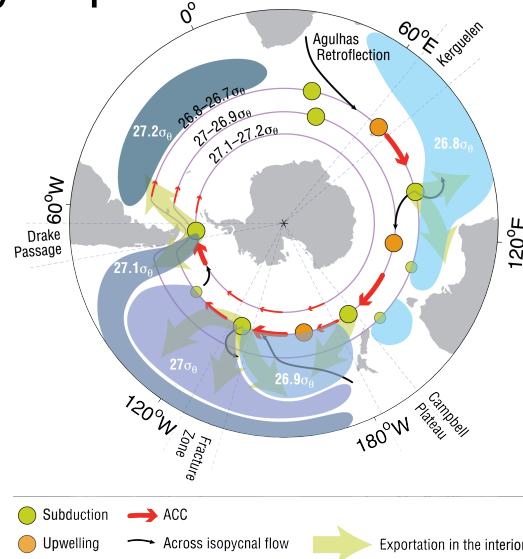 0°
60°E
Kerguelen
Agulhas
Retroflection
26.8–26.7σθ
27–26.9σθ
27.1–27.2σθ
27.2σθ
26.8σθ
60°W
Drake
Passage
120°E
27.1σθ
27σθ
26.9σθ
120°W
Fracture
Zone
180°W
Campbell
Plateau
Subduction
ACC
Upwelling
Across isopycnal flow
Exportation in the interior